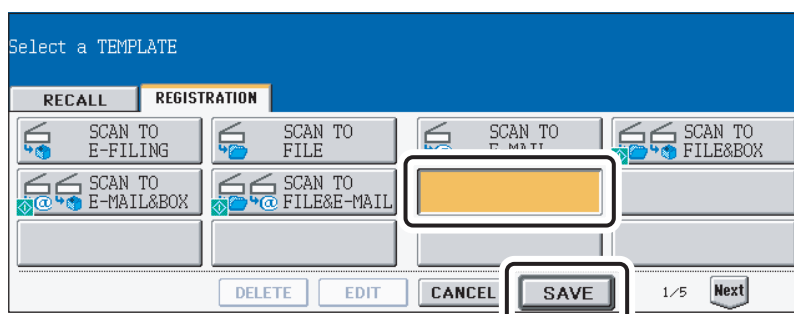 Select a TEMPLATE
RECALL REGISTRATION
SCAN TO
E-FILING
SCAN TO
FILE
SCAN TO
E-MAIL
SCAN TO
FILE&BOX
SCAN TO
E-MAIL&BOX
SCAN TO
FILE&E-MAIL
DELETE EDIT CANCEL SAVE 1/5 Next